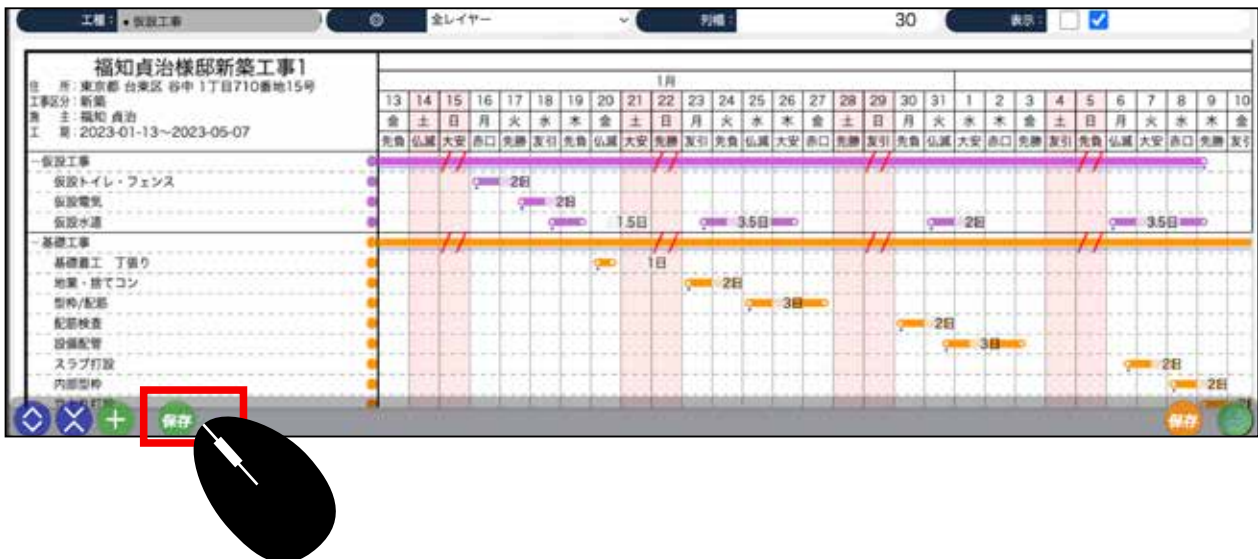 工種： • 仮設工事 全レイヤー 列幅： 30 表示：
福知貞治様邸新築工事1
住 所：東京都 台東区 谷中 1丁目710番地15号
工事区分：新築
施 主：福知 貞治
工 期：2023-01-13～2023-05-07
1月
13 14 15 16 17 18 19 20 21 22 23 24 25 26 27 28 29 30 31 1 2 3 4 5 6 7 8 9 10
金 土 日 月 火 水 木 金 土 日 月 火 水 木 金 土 日 月 火 水 木 金 土 日 月 火 水 木 金
先負 仏滅 大安 赤口 先勝 友引 先負 仏滅 大安 先勝 友引 先負 仏滅 大安 赤口 先勝 友引 先負 仏滅 大安 赤口 先勝 友引 先負 仏滅 大安 赤口 先勝 友引
－仮設工事
仮設トイレ・フェンス 2日
仮設電気 2日
仮設水道 1.5日 3.5日 2日 3.5日
－基礎工事
基礎着工 丁張り 1日
地業・捨てコン 2日
型枠/配筋 3日
配筋検査 2日
設備配管 3日
スラブ打設 2日
内部型枠 2日
保存 保存